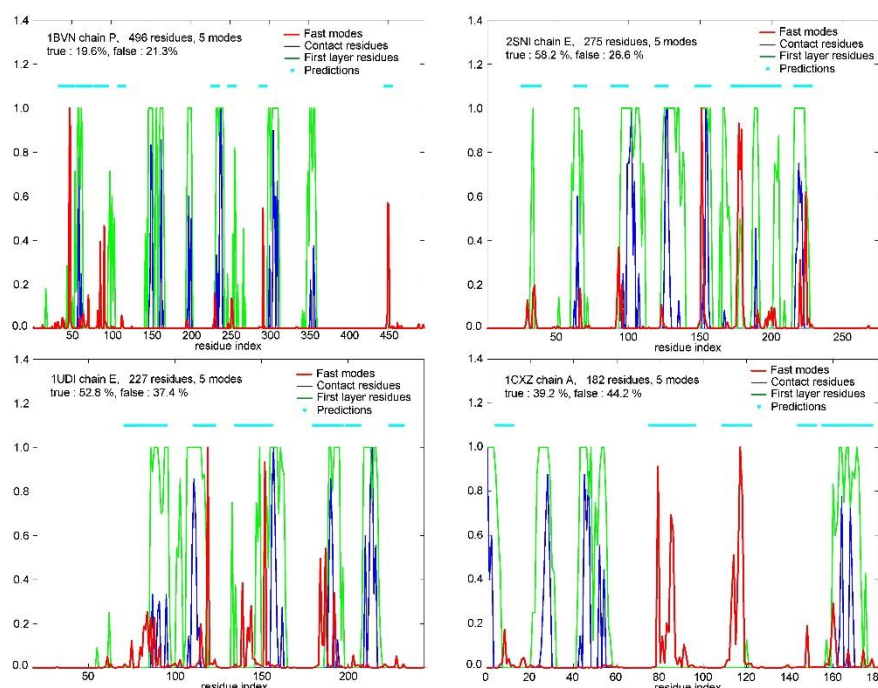 1BVN chain P, 496 residues, 5 modes
true : 19.6%, false : 21.3%
Fast modes
Contact residues
First layer residues
Predictions
1.4
1.2
1.0
0.8
0.6
0.4
0.2
0.0
50 100 150 200 250 300 350 400 450
residue index
2SNI chain E, 275 residues, 5 modes
true : 58.2 %, false : 26.6 %
Fast modes
Contact residues
First layer residues
Predictions
1.4
1.2
1.0
0.8
0.6
0.4
0.2
0.0
50 100 150 200 250
residue index
1UDI chain E, 227 residues, 5 modes
true : 52.8 %, false : 37.4 %
Fast modes
Contact residues
First layer residues
Predictions
1.4
1.2
1.0
0.8
0.6
0.4
0.2
0.0
50 100 150 200
residue index
1CXZ chain A, 182 residues, 5 modes
true : 39.2 %, false : 44.2 %
Fast modes
Contact residues
First layer residues
Predictions
1.4
1.2
1.0
0.8
0.6
0.4
0.2
0.0
0 20 40 60 80 100 120 140 160 180
residue index